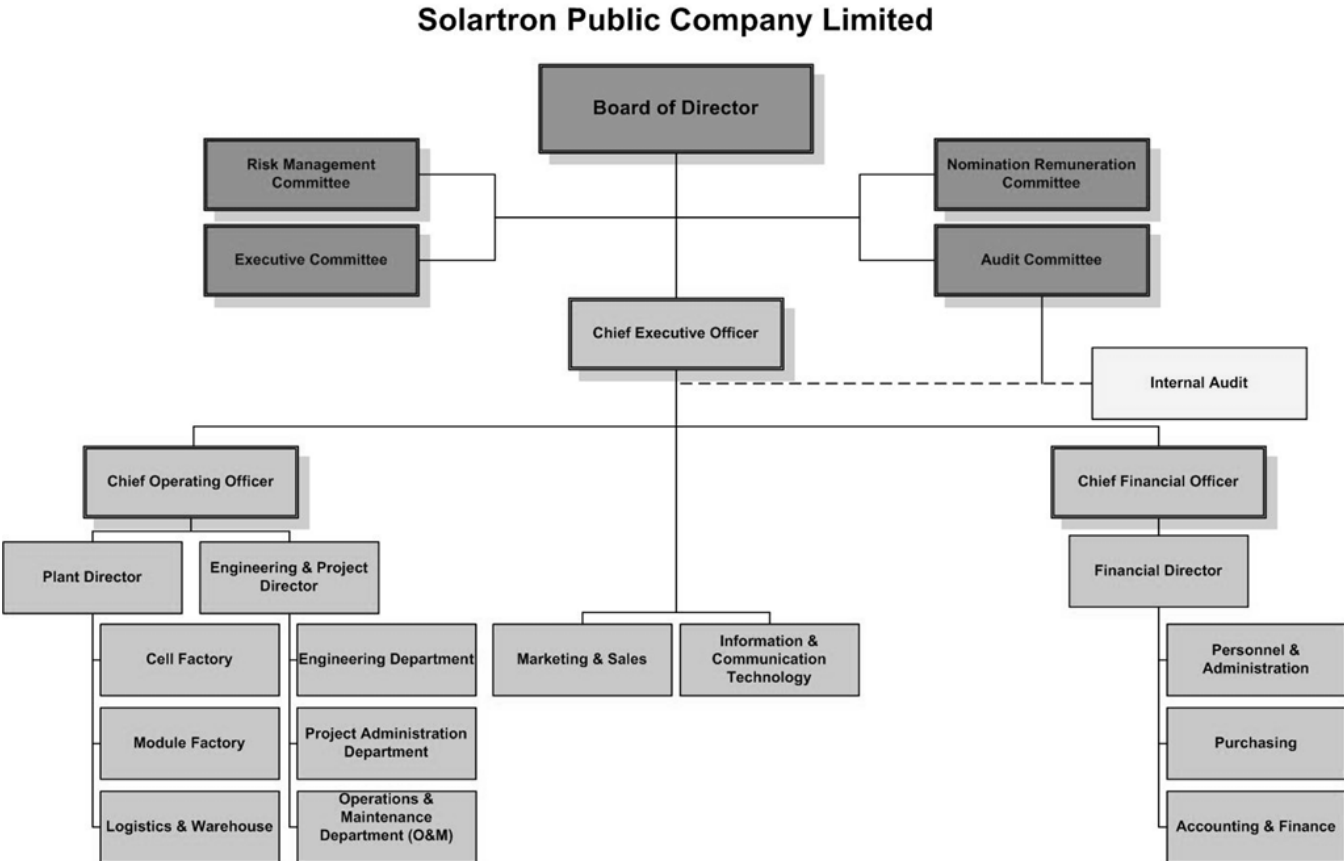 Solartron Public Company Limited
Board of Director
Risk Management
Committee
Nomination Remuneration
Committee
Executive Committee
Audit Committee
Chief Executive Officer
Internal Audit
Chief Operating Officer
Chief Financial Officer
Plant Director
Engineering & Project
Director
Financial Director
Cell Factory
Engineering Department
Marketing & Sales
Information &
Communication
Technology
Personnel &
Administration
Module Factory
Project Administration
Department
Purchasing
Logistics & Warehouse
Operations &
Maintenance
Department (O&M)
Accounting & Finance